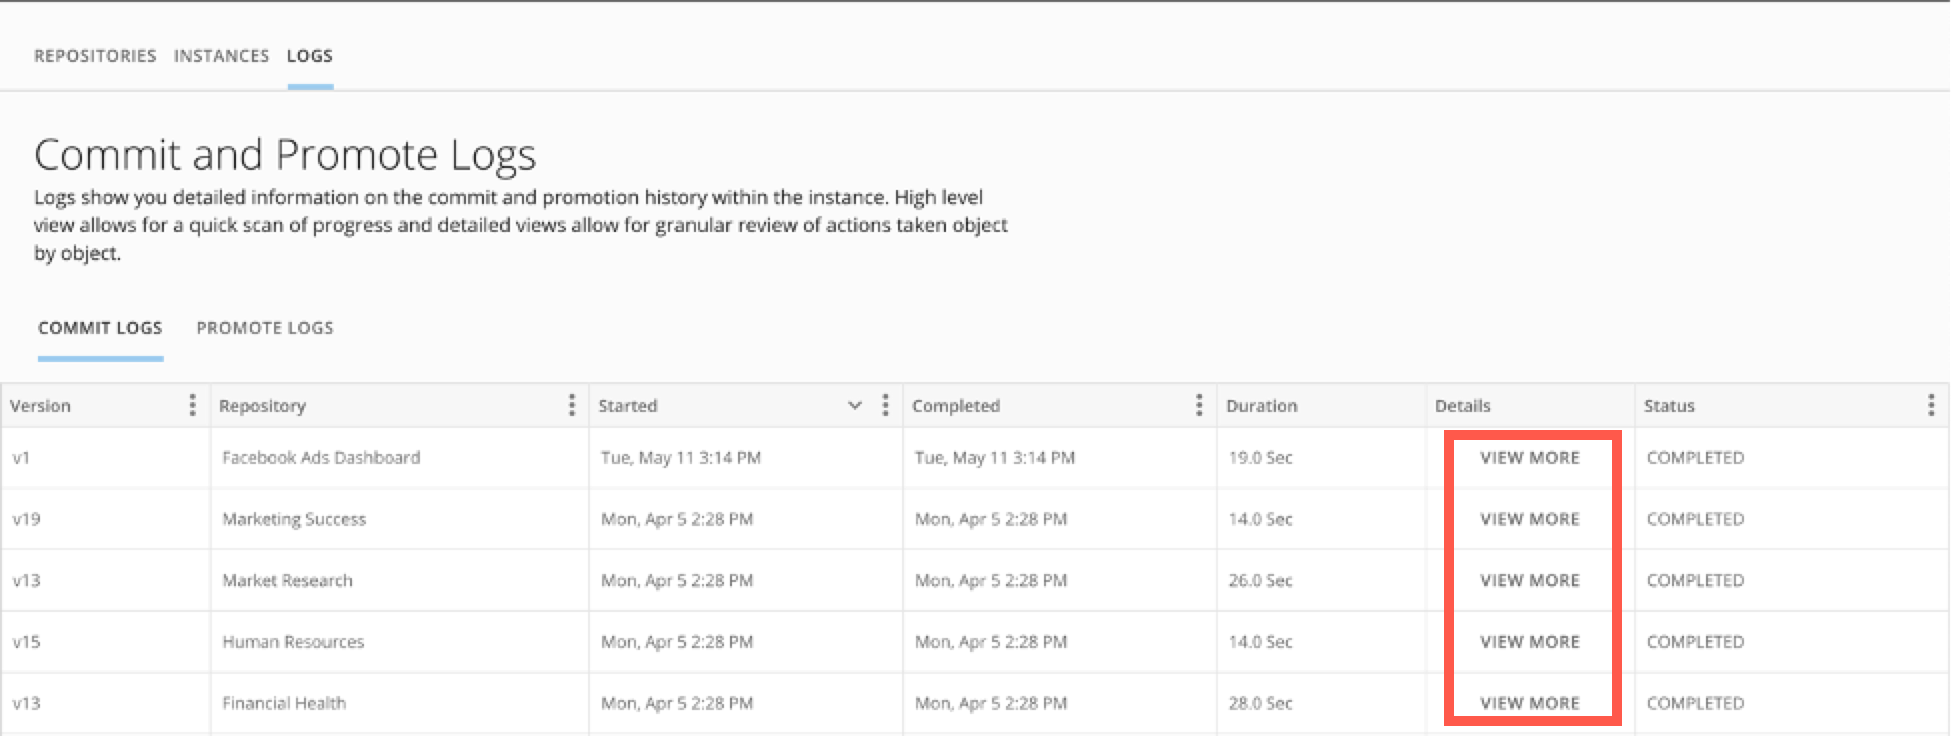 REPOSITORIES INSTANCES LOGS
Commit and Promote Logs
Logs show you detailed information on the commit and promotion history within the instance. High level
view allows for a quick scan of progress and detailed views allow for granular review of actions taken object
by object.
COMMIT LOGS PROMOTE LOGS
Version Repository Started Completed Duration Details Status
v1 Facebook Ads Dashboard Tue, May 11 3:14 PM Tue, May 11 3:14 PM 19.0 Sec VIEW MORE COMPLETED
v19 Marketing Success Mon, Apr 5 2:28 PM Mon, Apr 5 2:28 PM 14.0 Sec VIEW MORE COMPLETED
v13 Market Research Mon, Apr 5 2:28 PM Mon, Apr 5 2:28 PM 26.0 Sec VIEW MORE COMPLETED
v15 Human Resources Mon, Apr 5 2:28 PM Mon, Apr 5 2:28 PM 14.0 Sec VIEW MORE COMPLETED
v13 Financial Health Mon, Apr 5 2:28 PM Mon, Apr 5 2:28 PM 28.0 Sec VIEW MORE COMPLETED